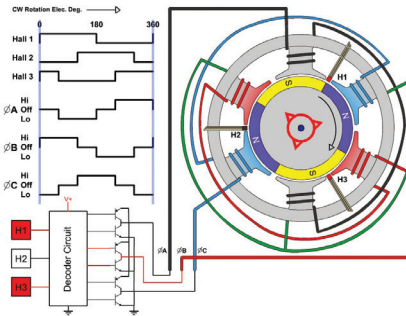 CW Rotation Elec. Deg.
0 180 360
Hall 1
Hall 2
Hall 3
Hi
ØA Off
Lo
Hi
ØB Off
Lo
Hi
ØC Off
Lo
V+
H1
H2
H3
Decoder Circuit
ØA ØB ØC
H1
H2
H3
S
N
N
S